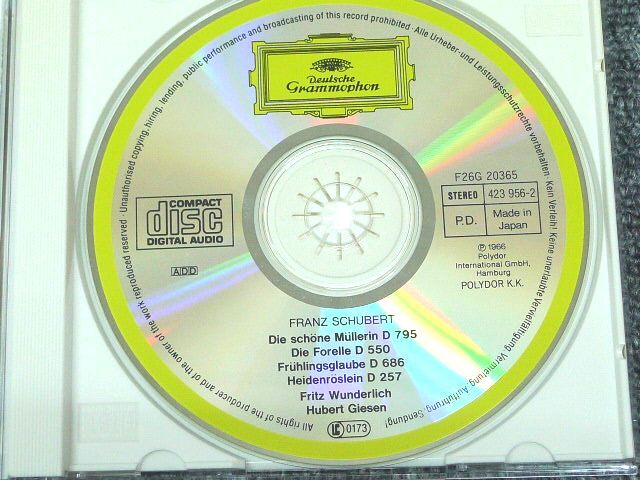 Deutsche
Grammophon
All rights of the producer and of the owner of the work reproduced reserved · Unauthorised copying, hiring, lending, public performance and broadcasting of this record prohibited · Alle Urheber- und Leistungsschutzrechte vorbehalten · Kein Verleih! Keine unerlaubte Vervielfältigung, Vermietung, Aufführung, Sendung!
COMPACT
disc
DIGITAL AUDIO
ADD
F26G 20365
STEREO 423 956-2
P.D. Made in
Japan
℗ 1966
Polydor
International GmbH,
Hamburg
POLYDOR K.K.
FRANZ SCHUBERT
Die schöne Müllerin D 795
Die Forelle D 550
Frühlingsglaube D 686
Heidenröslein D 257
Fritz Wunderlich
Hubert Giesen
LC 0173